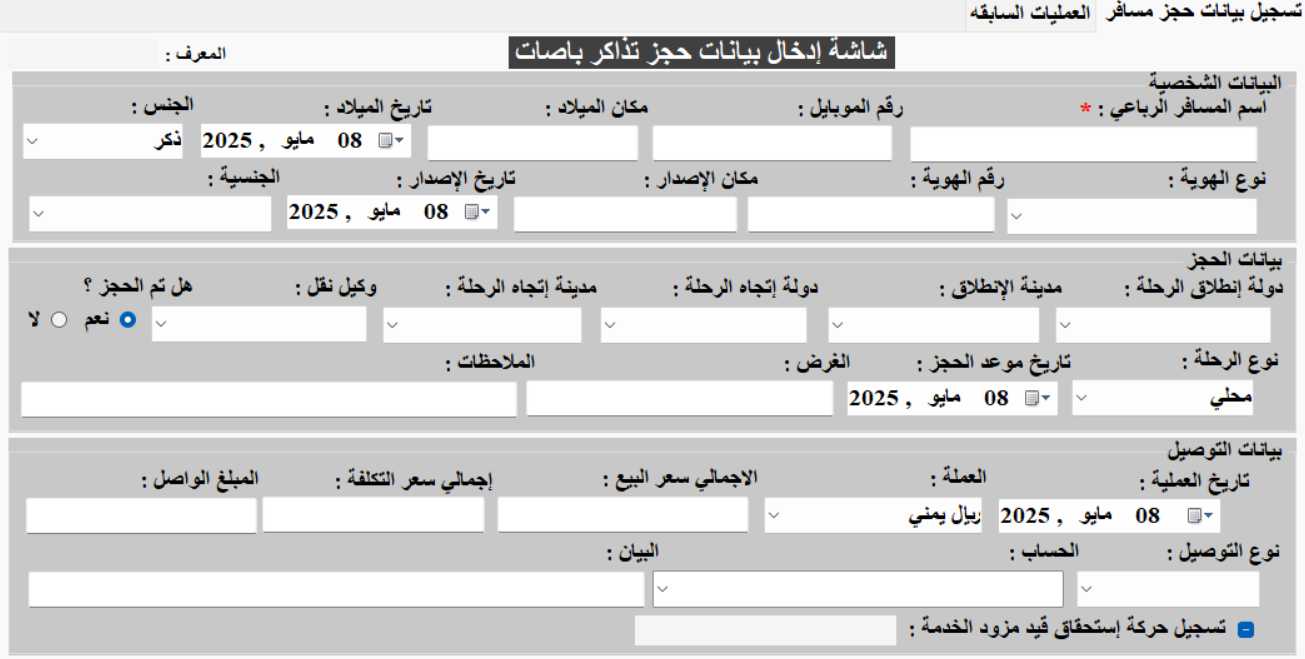 تسجيل بيانات حجز مسافر العمليات السابقه
شاشة إدخال بيانات حجز تذاكر باصات المعرف :
البيانات الشخصية
اسم المسافر الرباعي : * رقم الموبايل : مكان الميلاد : تاريخ الميلاد : الجنس :
08 مايو , 2025 ذكر
نوع الهوية : رقم الهوية : مكان الإصدار : تاريخ الإصدار : الجنسية :
08 مايو , 2025
بيانات الحجز
دولة إنطلاق الرحلة : مدينة الإنطلاق : دولة إتجاه الرحلة : مدينة إتجاه الرحلة : وكيل نقل : هل تم الحجز ؟
نعم لا
نوع الرحلة : تاريخ موعد الحجز : الغرض : الملاحظات :
محلي 08 مايو , 2025
بيانات التوصيل
تاريخ العملية : العملة : الاجمالي سعر البيع : إجمالي سعر التكلفة : المبلغ الواصل :
08 مايو , 2025 ريال يمني
نوع التوصيل : الحساب : البيان :
تسجيل حركة إستحقاق قيد مزود الخدمة :